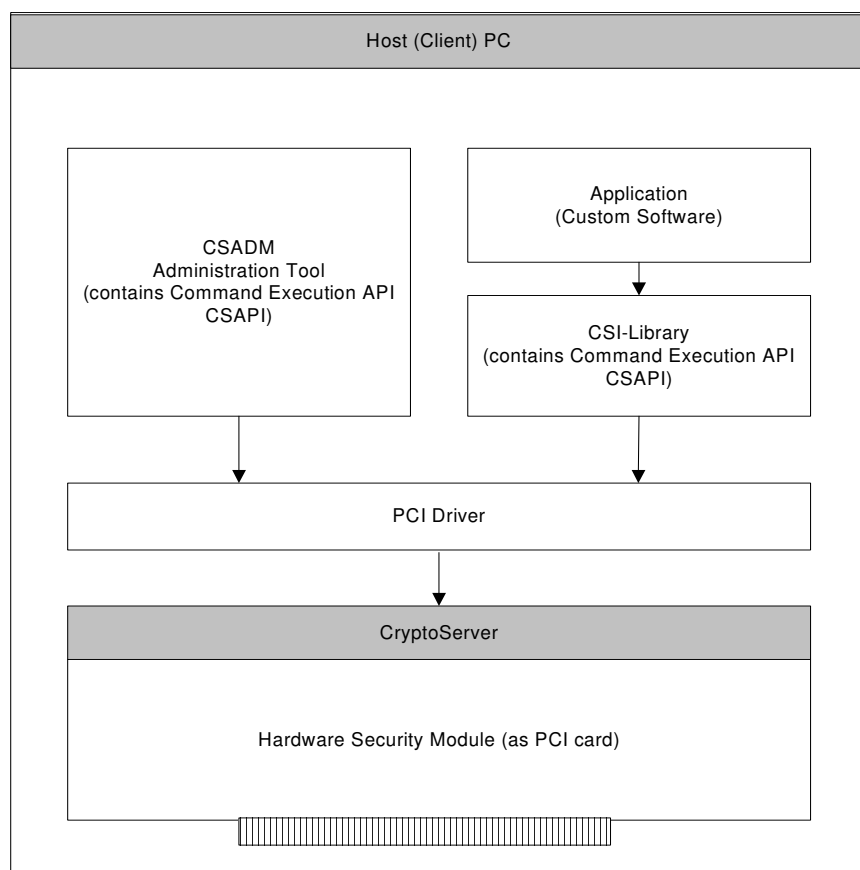 Host (Client) PC
CSADM
Administration Tool
(contains Command Execution API
CSAPI)
Application
(Custom Software)
CSI-Library
(contains Command Execution API
CSAPI)
PCI Driver
CryptoServer
Hardware Security Module (as PCI card)